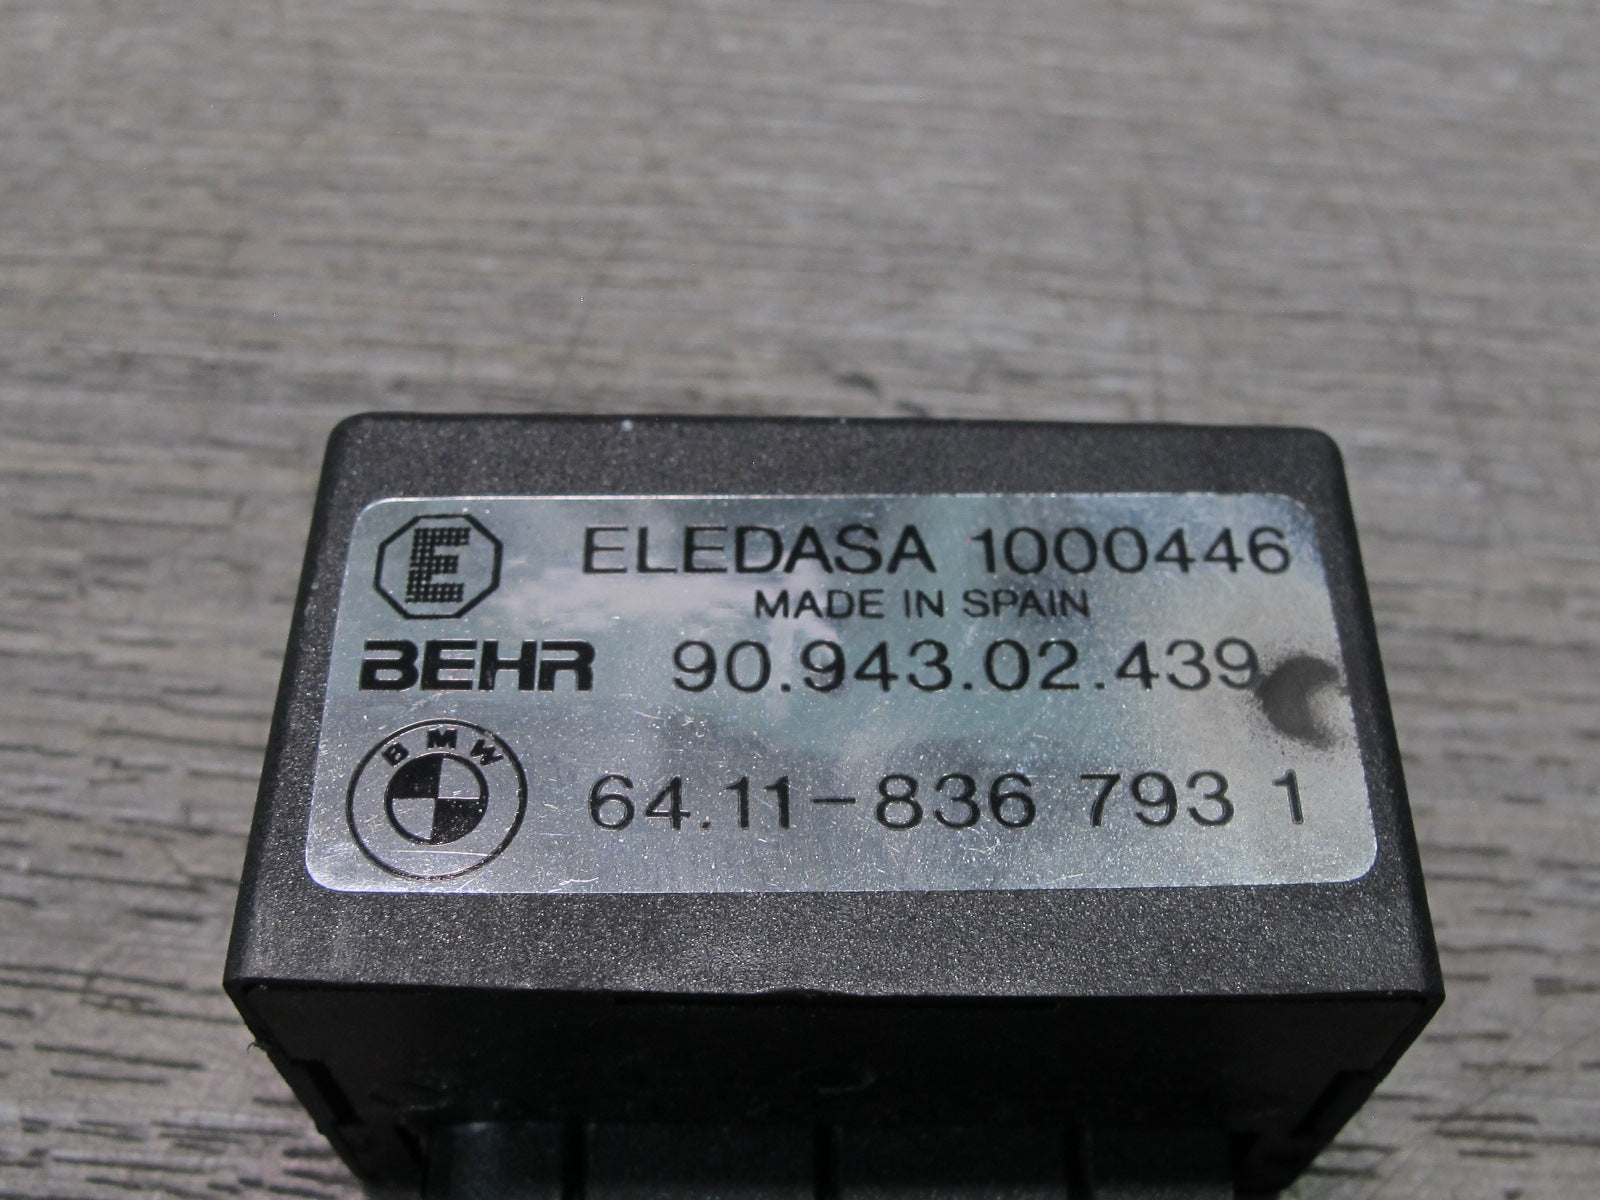 E ELEDASA 1000446
MADE IN SPAIN
BEHR 90.943.02.439
BMW 64.11-836 793 1